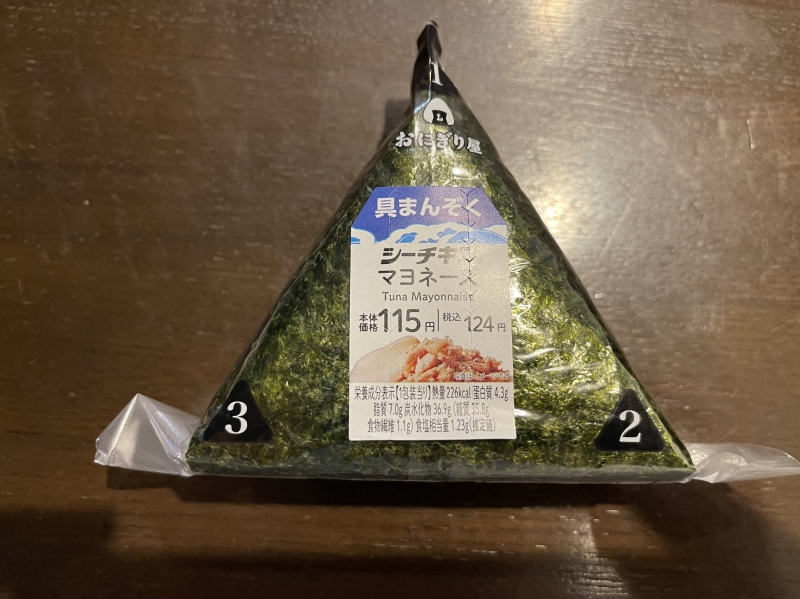 1
L
おにぎり屋
具まんぞく
シーチキン
マヨネーズ
Tuna Mayonnaise
本体価格 115円 税込 124円
栄養成分表示【1包装当り】熱量226kcal 蛋白質4.3g
脂質7.0g 炭水化物36.9g(糖質35.8g
食物繊維1.1g) 食塩相当量1.23g(推定値)
3
2